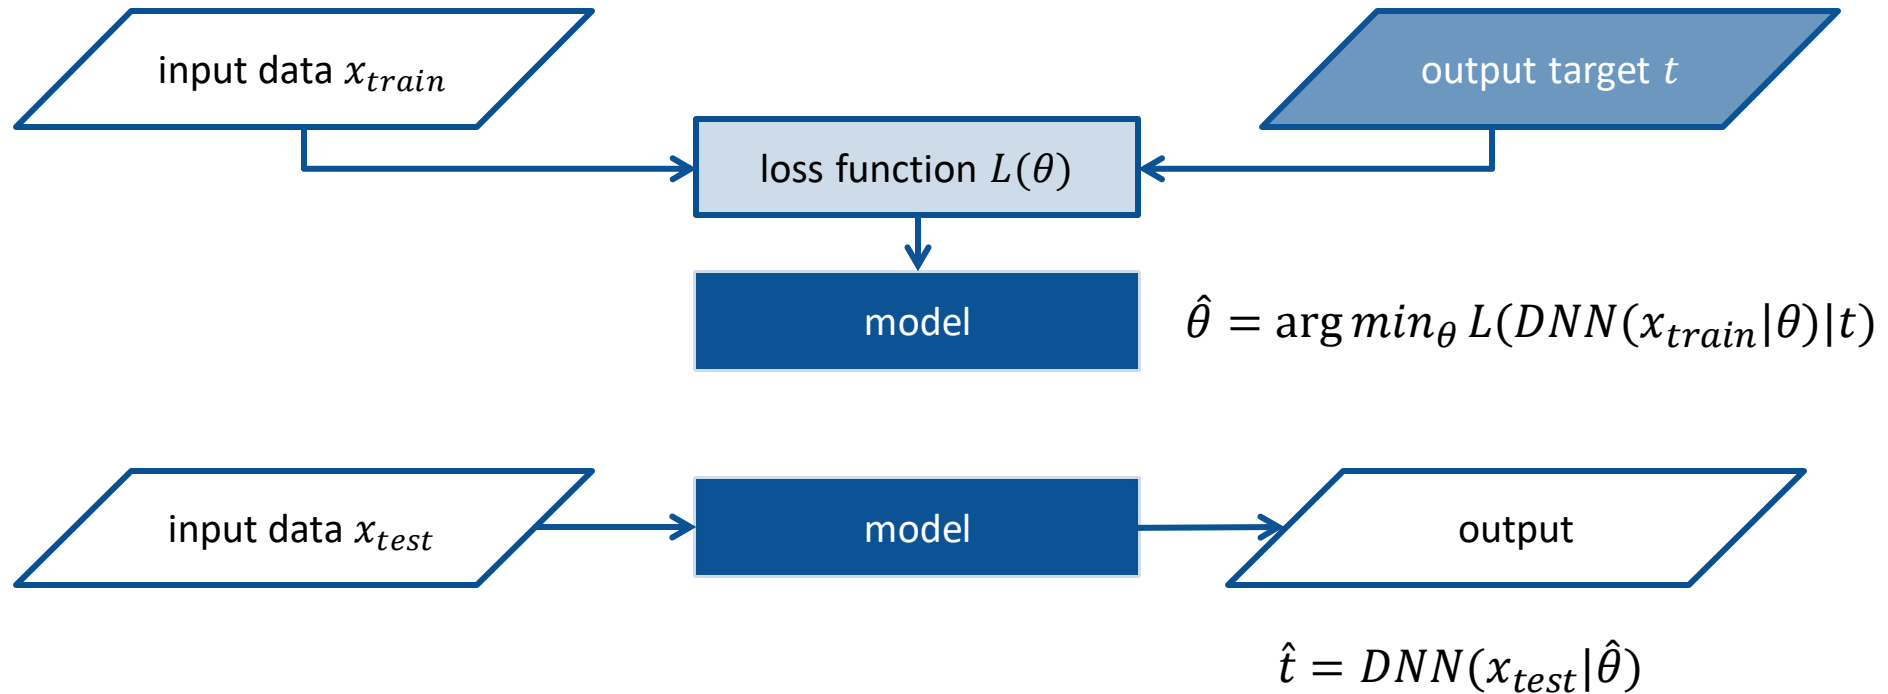 input data x_train
output target t
loss function L(θ)
model
θ̂ = arg min_θ L(DNN(x_train|θ)|t)
input data x_test
model
output
t̂ = DNN(x_test|θ̂)